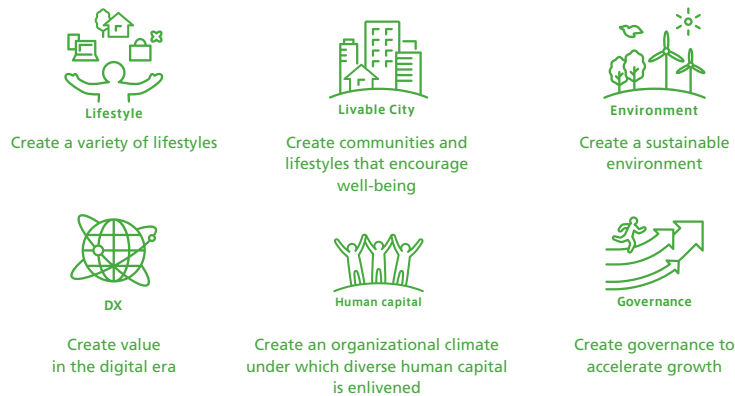 Lifestyle
Create a variety of lifestyles
Livable City
Create communities and
lifestyles that encourage
well-being
Environment
Create a sustainable
environment
DX
Create value
in the digital era
Human capital
Create an organizational climate
under which diverse human capital
is enlivened
Governance
Create governance to
accelerate growth